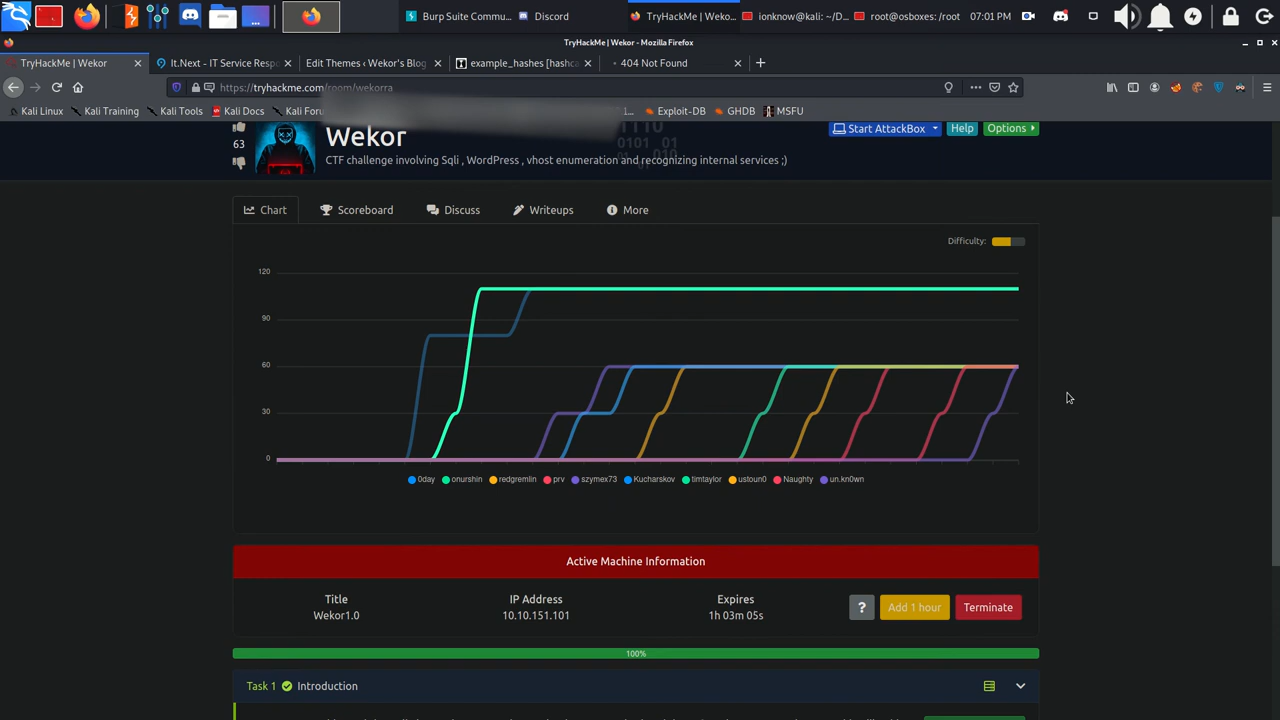 Burp Suite Commu... Discord TryHackMe | Weko... ionknow@kali: ~/D... root@osboxes: /root 07:01 PM
TryHackMe | Wekor - Mozilla Firefox
TryHackMe | Wekor It.Next - IT Service Resp Edit Themes ‹ Wekor's Blog example_hashes [hashca 404 Not Found
https://tryhackme.com/room/wekorra
Kali Linux Kali Training Kali Tools Kali Docs Kali Foru l... Exploit-DB GHDB MSFU
Wekor
63
Start AttackBox Help Options
CTF challenge involving Sqli , WordPress , vhost enumeration and recognizing internal services ;)
Chart Scoreboard Discuss Writeups More
Difficulty:
120
90
60
30
0
0day onurshin redgremlin prv szymex73 Kucharskov timtaylor ustoun0 Naughty un.kn0wn
Active Machine Information
Title IP Address Expires
Wekor1.0 10.10.151.101 1h 03m 05s
? Add 1 hour Terminate
100%
Task 1 Introduction